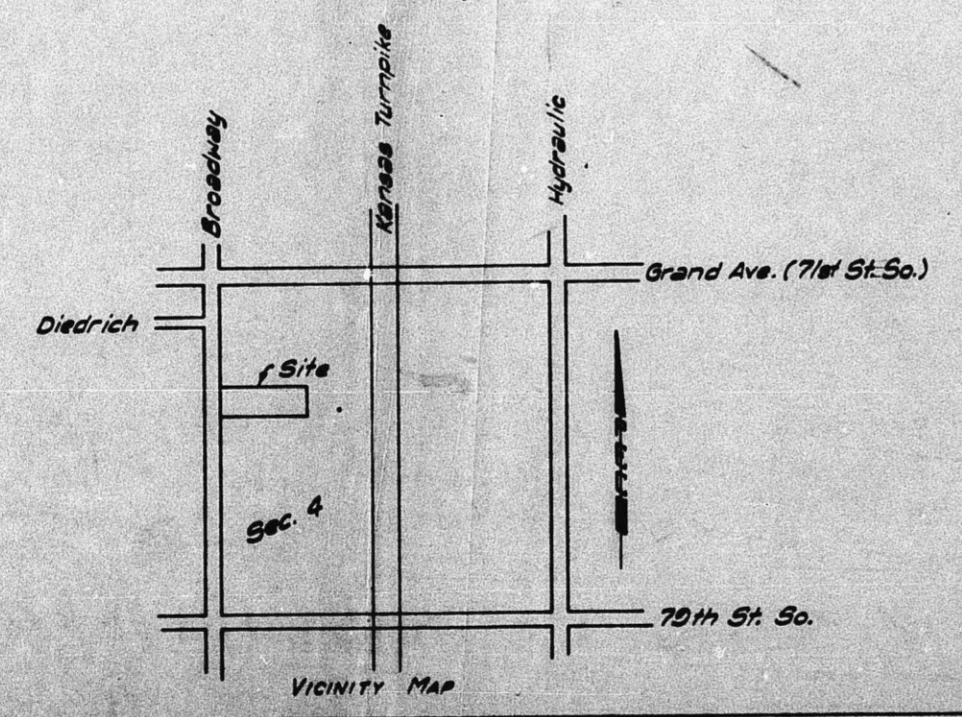 Broadway
Kansas Turnpike
Hydraulic
Grand Ave. (71st St. So.)
Diedrich
Site
Sec. 4
79th St. So.
VICINITY MAP